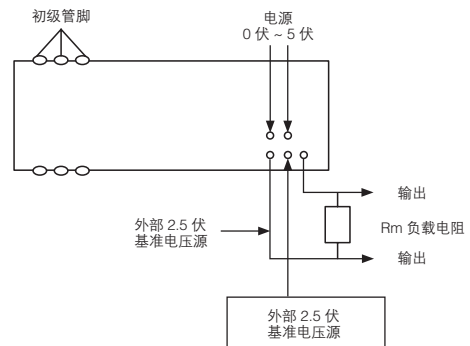 初级管脚
电源
0 伏 ~ 5 伏
输出
外部 2.5 伏
基准电压源
Rm 负载电阻
输出
外部 2.5 伏
基准电压源